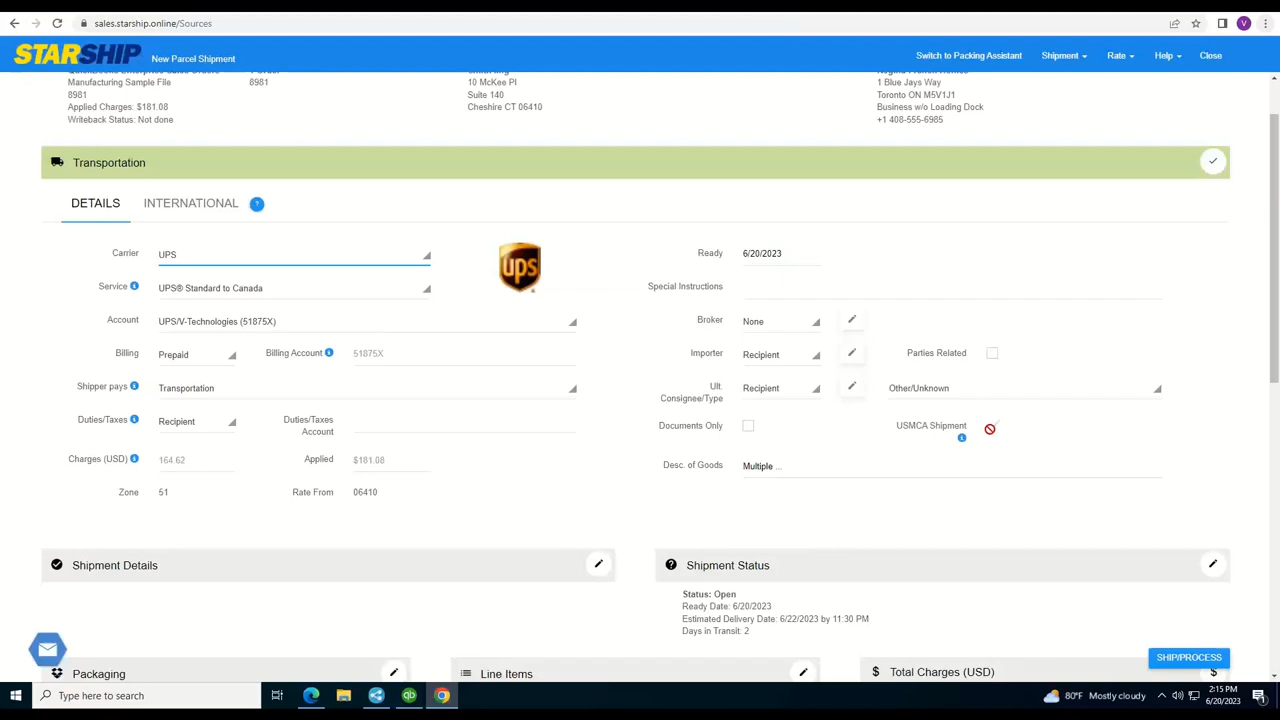 sales.starship.online/Sources
V
STARSHIP New Parcel Shipment Switch to Packing Assistant Shipment Rate Help Close
Manufacturing Sample File 8981 10 McKee Pl 1 Blue Jays Way
8981 Suite 140 Toronto ON M5V1J1
Applied Charges: $181.08 Cheshire CT 06410 Business w/o Loading Dock
Writeback Status: Not done +1 408-555-6985
Transportation
DETAILS INTERNATIONAL ?
Carrier UPS ups Ready 6/20/2023
Service UPS® Standard to Canada Special Instructions
Account UPS/V-Technologies (51875X) Broker None
Billing Prepaid Billing Account 51875X Importer Recipient Parties Related
Shipper pays Transportation Ult. Consignee/Type Recipient Other/Unknown
Duties/Taxes Recipient Duties/Taxes Account Documents Only USMCA Shipment
Charges (USD) 164.62 Applied $181.08 Desc. of Goods Multiple ...
Zone 51 Rate From 06410
Shipment Details Shipment Status
Status: Open
Ready Date: 6/20/2023
Estimated Delivery Date: 6/22/2023 by 11:30 PM
Days in Transit: 2
SHIP/PROCESS
Packaging Line Items $ Total Charges (USD) $
Type here to search qb 80°F Mostly cloudy 2:15 PM
6/20/2023